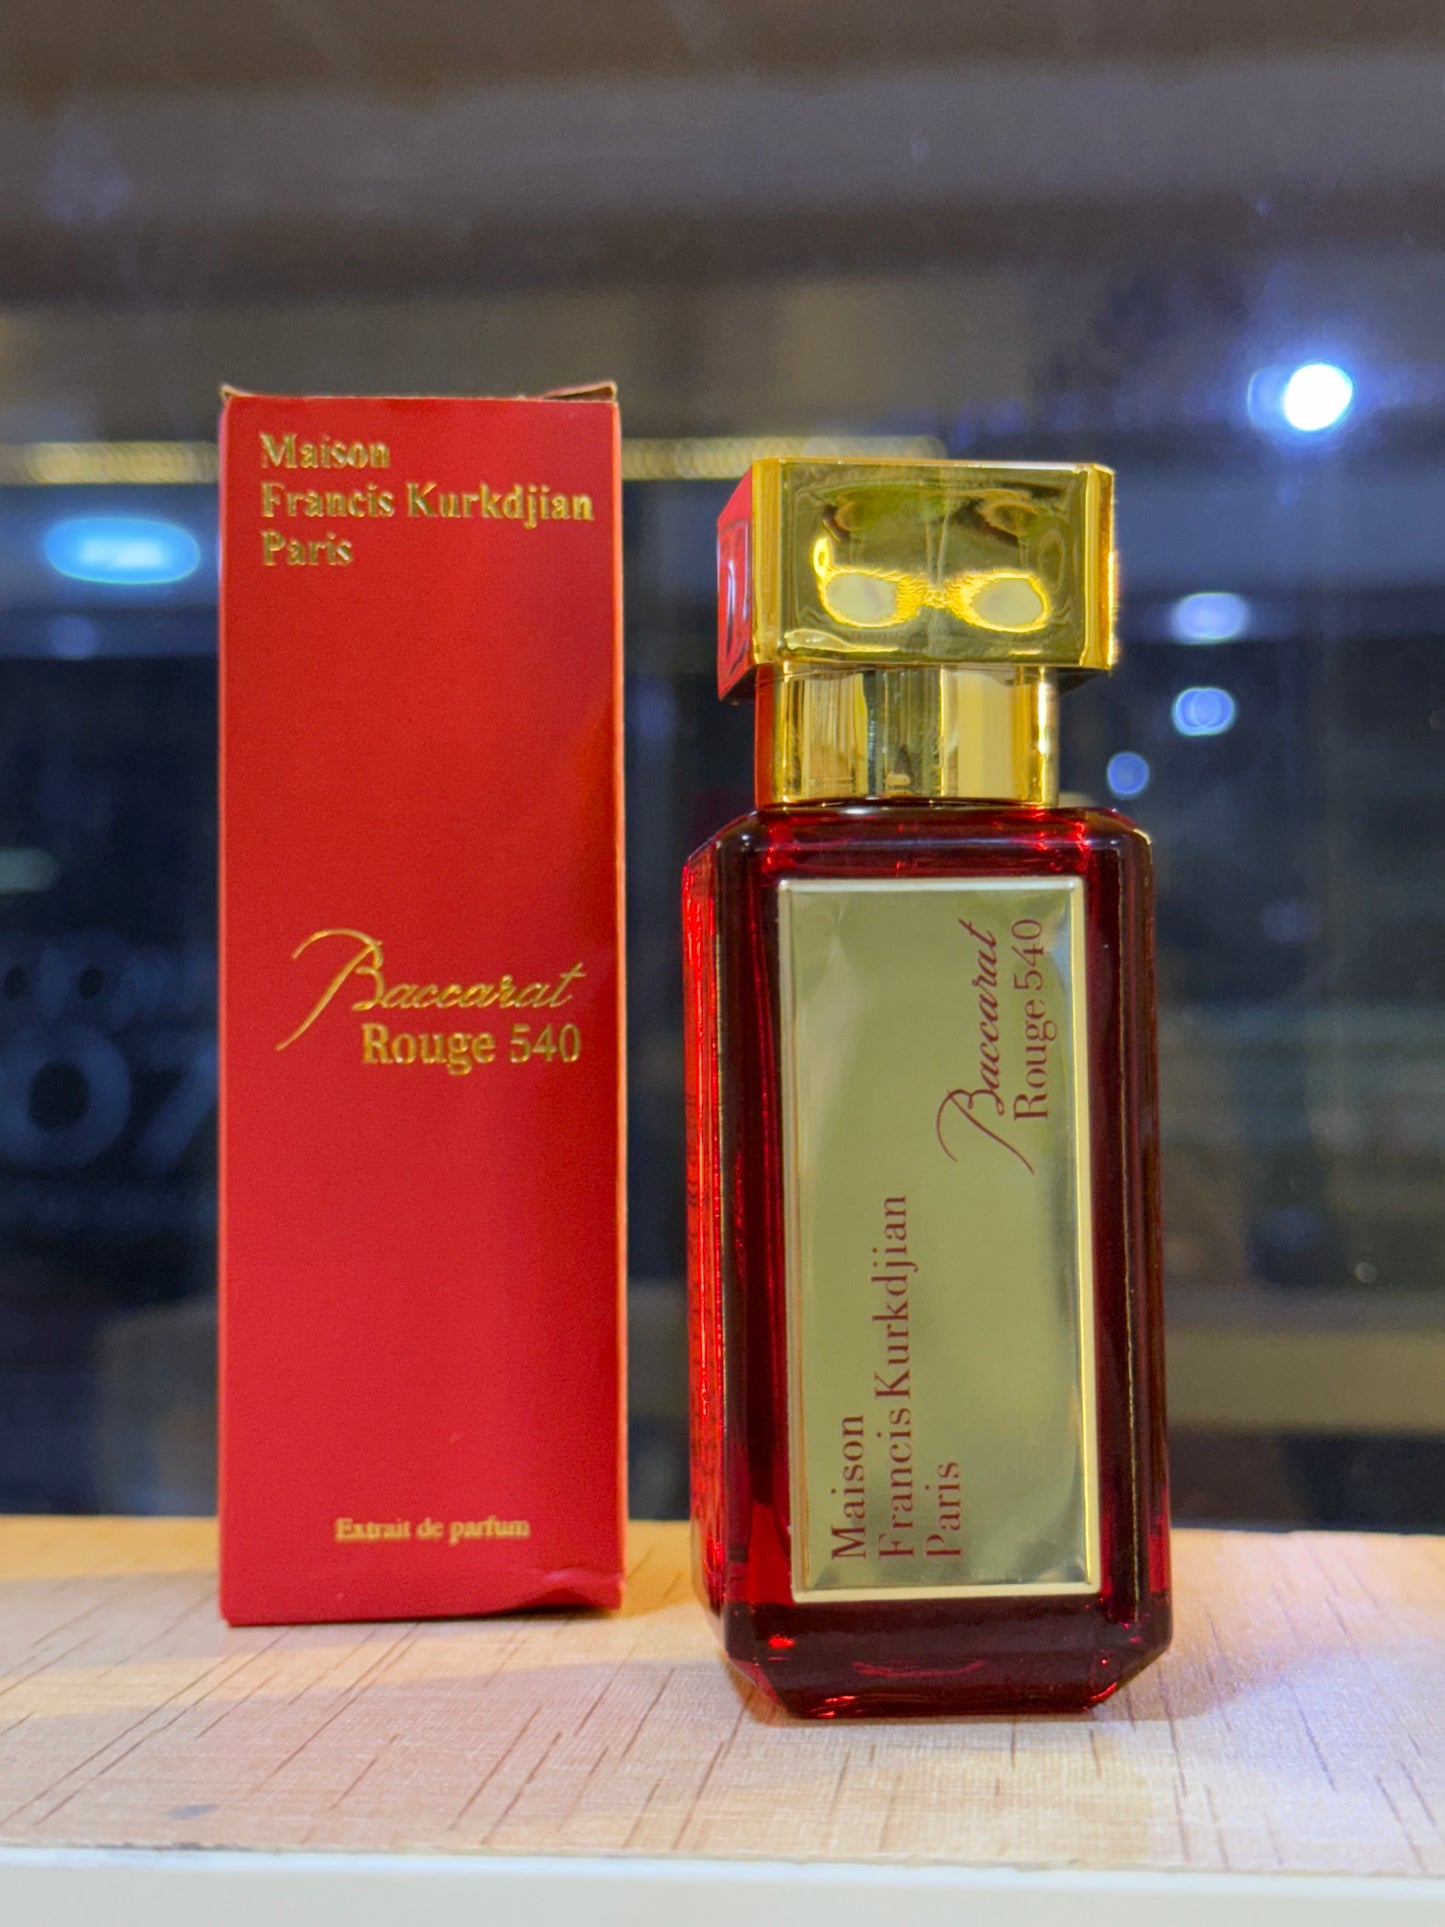 Maison
Francis Kurkdjian
Paris
Baccarat
Rouge 540
Extrait de parfum
Baccarat
Rouge 540
Maison
Francis Kurkdjian
Paris